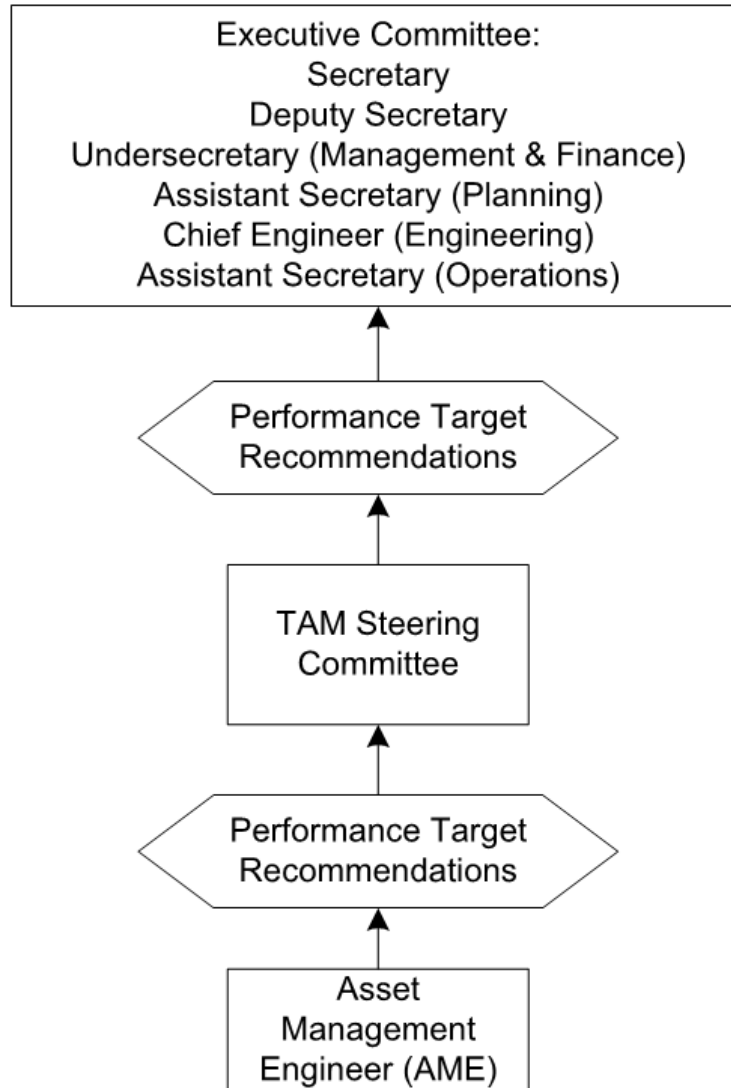 Executive Committee:
Secretary
Deputy Secretary
Undersecretary (Management & Finance)
Assistant Secretary (Planning)
Chief Engineer (Engineering)
Assistant Secretary (Operations)
Performance Target
Recommendations
TAM Steering
Committee
Performance Target
Recommendations
Asset
Management
Engineer (AME)